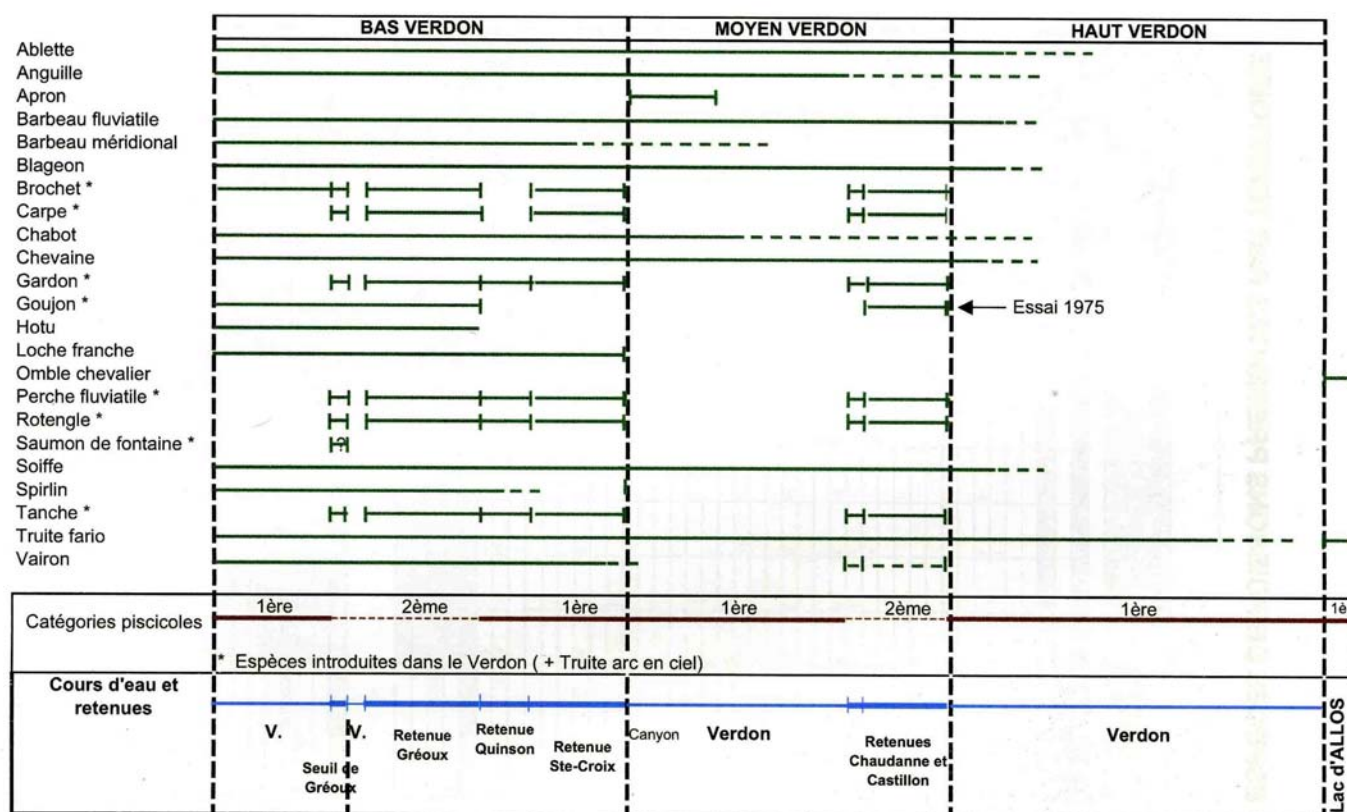 BAS VERDON MOYEN VERDON HAUT VERDON
Ablette
Anguille
Apron
Barbeau fluviatile
Barbeau méridional
Blageon
Brochet *
Carpe *
Chabot
Chevaine
Gardon *
Goujon * Essai 1975
Hotu
Loche franche
Omble chevalier
Perche fluviatile *
Rotengle *
Saumon de fontaine * ?
Soiffe
Spirlin
Tanche *
Truite fario
Vairon
Catégories piscicoles 1ère 2ème 1ère 1ère 2ème 1ère 1è
* Espèces introduites dans le Verdon ( + Truite arc en ciel)
Cours d'eau et
retenues
V.
Seuil de
Gréoux
V.
Retenue
Gréoux
Retenue
Quinson
Retenue
Ste-Croix
Canyon Verdon
Retenues
Chaudanne et
Castillon
Verdon
Lac d'ALLOS